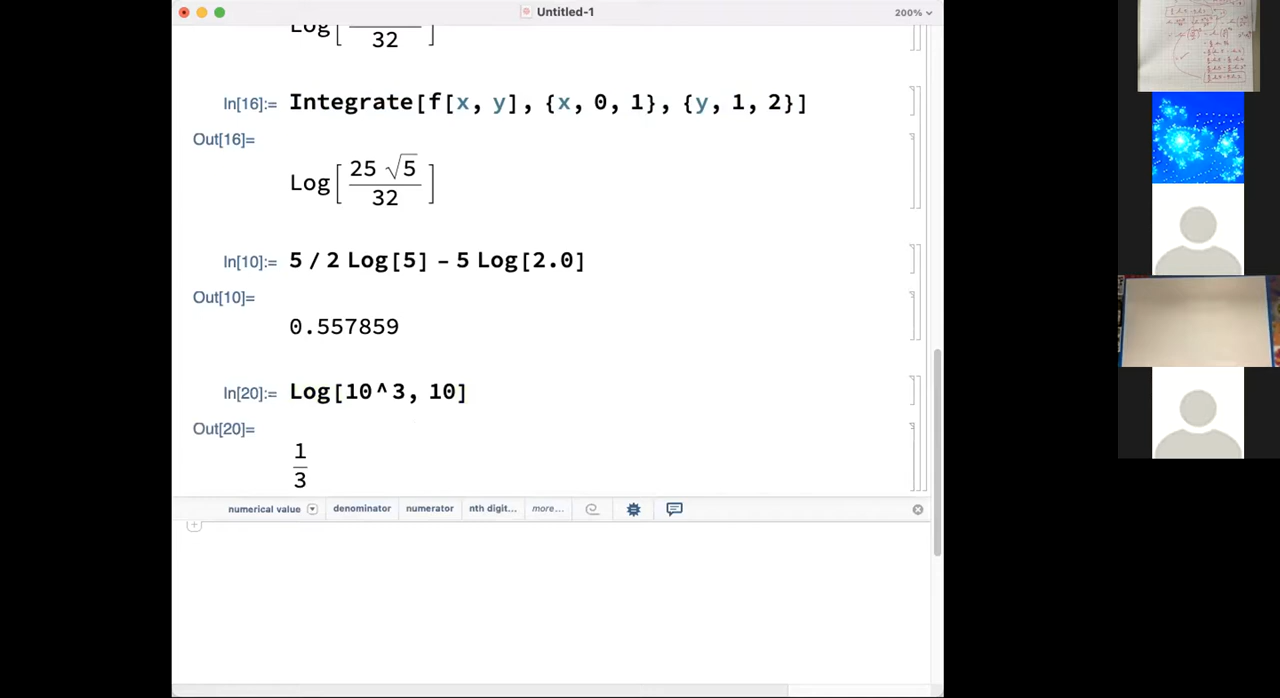 Untitled-1
200%
Log[
32 ]
In[16]:= Integrate[f[x, y], {x, 0, 1}, {y, 1, 2}]
Out[16]=
Log[ 25 √5
32 ]
In[10]:= 5 / 2 Log[5] – 5 Log[2.0]
Out[10]=
0.557859
In[20]:= Log[10^3, 10]
Out[20]=
1
3
numerical value denominator numerator nth digit... more...